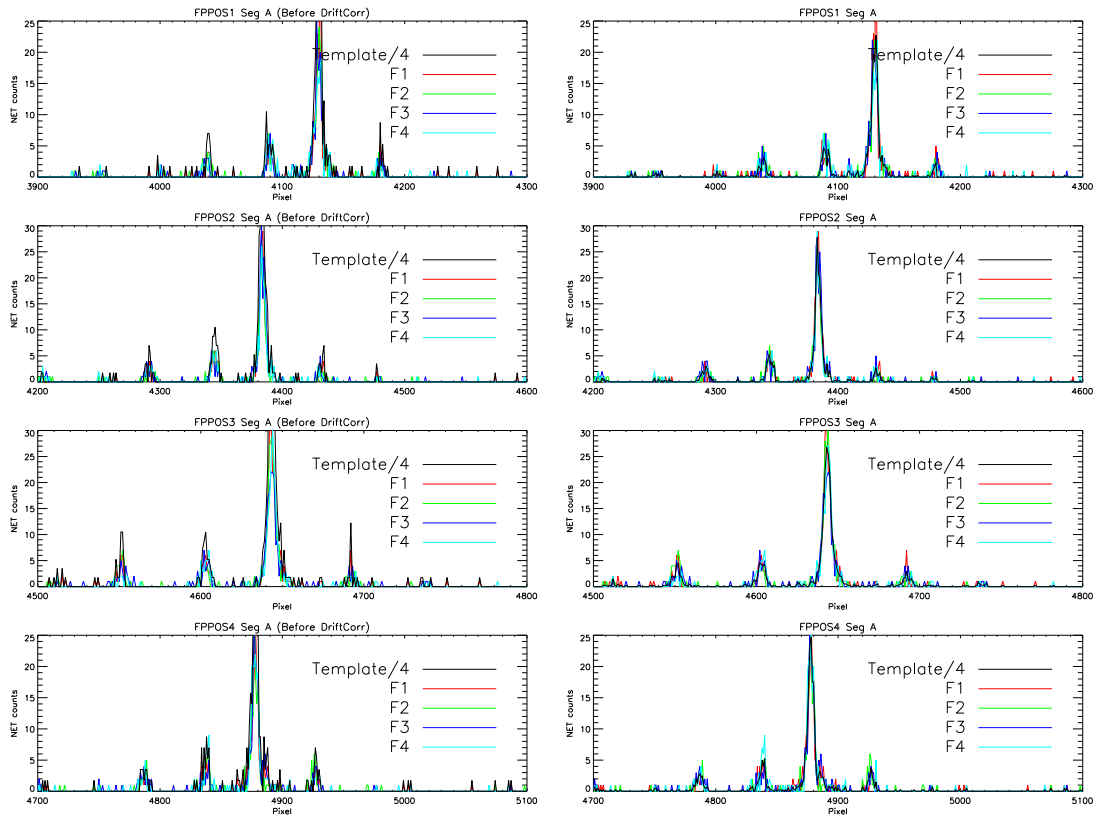 FPPOS1 Seg A (Before DriftCorr)
NET counts
25
20
15
10
5
0
Template/4
F1
F2
F3
F4
3900 4000 4100 4200 4300
Pixel
FPPOS1 Seg A
NET counts
25
20
15
10
5
0
Template/4
F1
F2
F3
F4
3900 4000 4100 4200 4300
Pixel
FPPOS2 Seg A (Before DriftCorr)
NET counts
30
25
20
15
10
5
0
Template/4
F1
F2
F3
F4
4200 4300 4400 4500 4600
Pixel
FPPOS2 Seg A
NET counts
30
25
20
15
10
5
0
Template/4
F1
F2
F3
F4
4200 4300 4400 4500 4600
Pixel
FPPOS3 Seg A (Before DriftCorr)
NET counts
30
25
20
15
10
5
0
Template/4
F1
F2
F3
F4
4500 4600 4700 4800
Pixel
FPPOS3 Seg A
NET counts
30
25
20
15
10
5
0
Template/4
F1
F2
F3
F4
4500 4600 4700 4800
Pixel
FPPOS4 Seg A (Before DriftCorr)
NET counts
25
20
15
10
5
0
Template/4
F1
F2
F3
F4
4700 4800 4900 5000 5100
Pixel
FPPOS4 Seg A
NET counts
25
20
15
10
5
0
Template/4
F1
F2
F3
F4
4700 4800 4900 5000 5100
Pixel